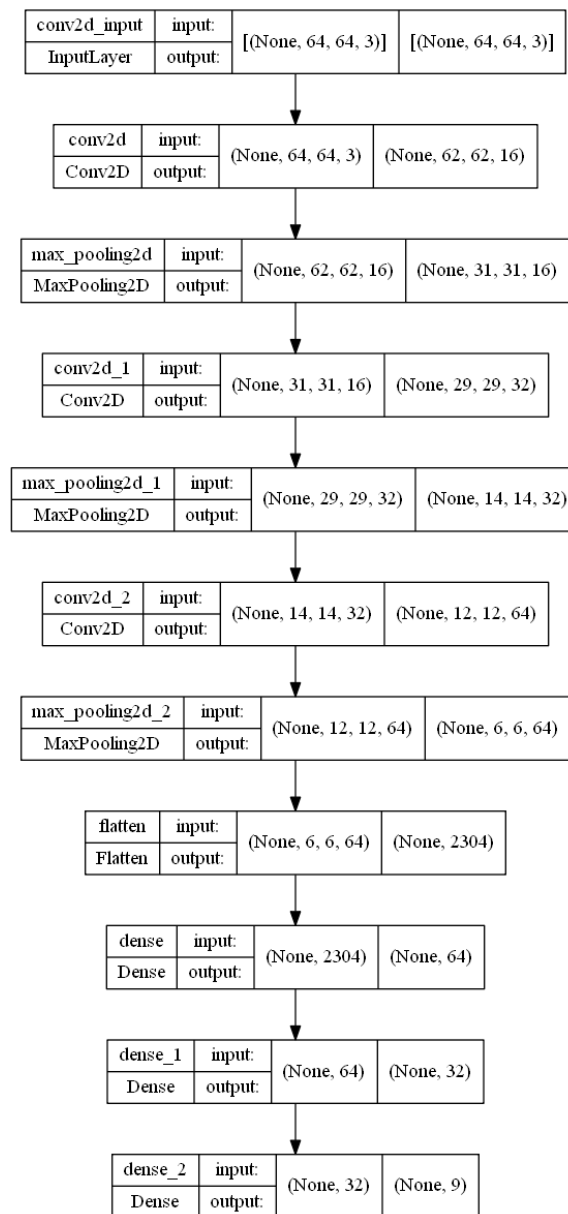 conv2d_input input: [(None, 64, 64, 3)] [(None, 64, 64, 3)]
InputLayer output:
conv2d input: (None, 64, 64, 3) (None, 62, 62, 16)
Conv2D output:
max_pooling2d input: (None, 62, 62, 16) (None, 31, 31, 16)
MaxPooling2D output:
conv2d_1 input: (None, 31, 31, 16) (None, 29, 29, 32)
Conv2D output:
max_pooling2d_1 input: (None, 29, 29, 32) (None, 14, 14, 32)
MaxPooling2D output:
conv2d_2 input: (None, 14, 14, 32) (None, 12, 12, 64)
Conv2D output:
max_pooling2d_2 input: (None, 12, 12, 64) (None, 6, 6, 64)
MaxPooling2D output:
flatten input: (None, 6, 6, 64) (None, 2304)
Flatten output:
dense input: (None, 2304) (None, 64)
Dense output:
dense_1 input: (None, 64) (None, 32)
Dense output:
dense_2 input: (None, 32) (None, 9)
Dense output: